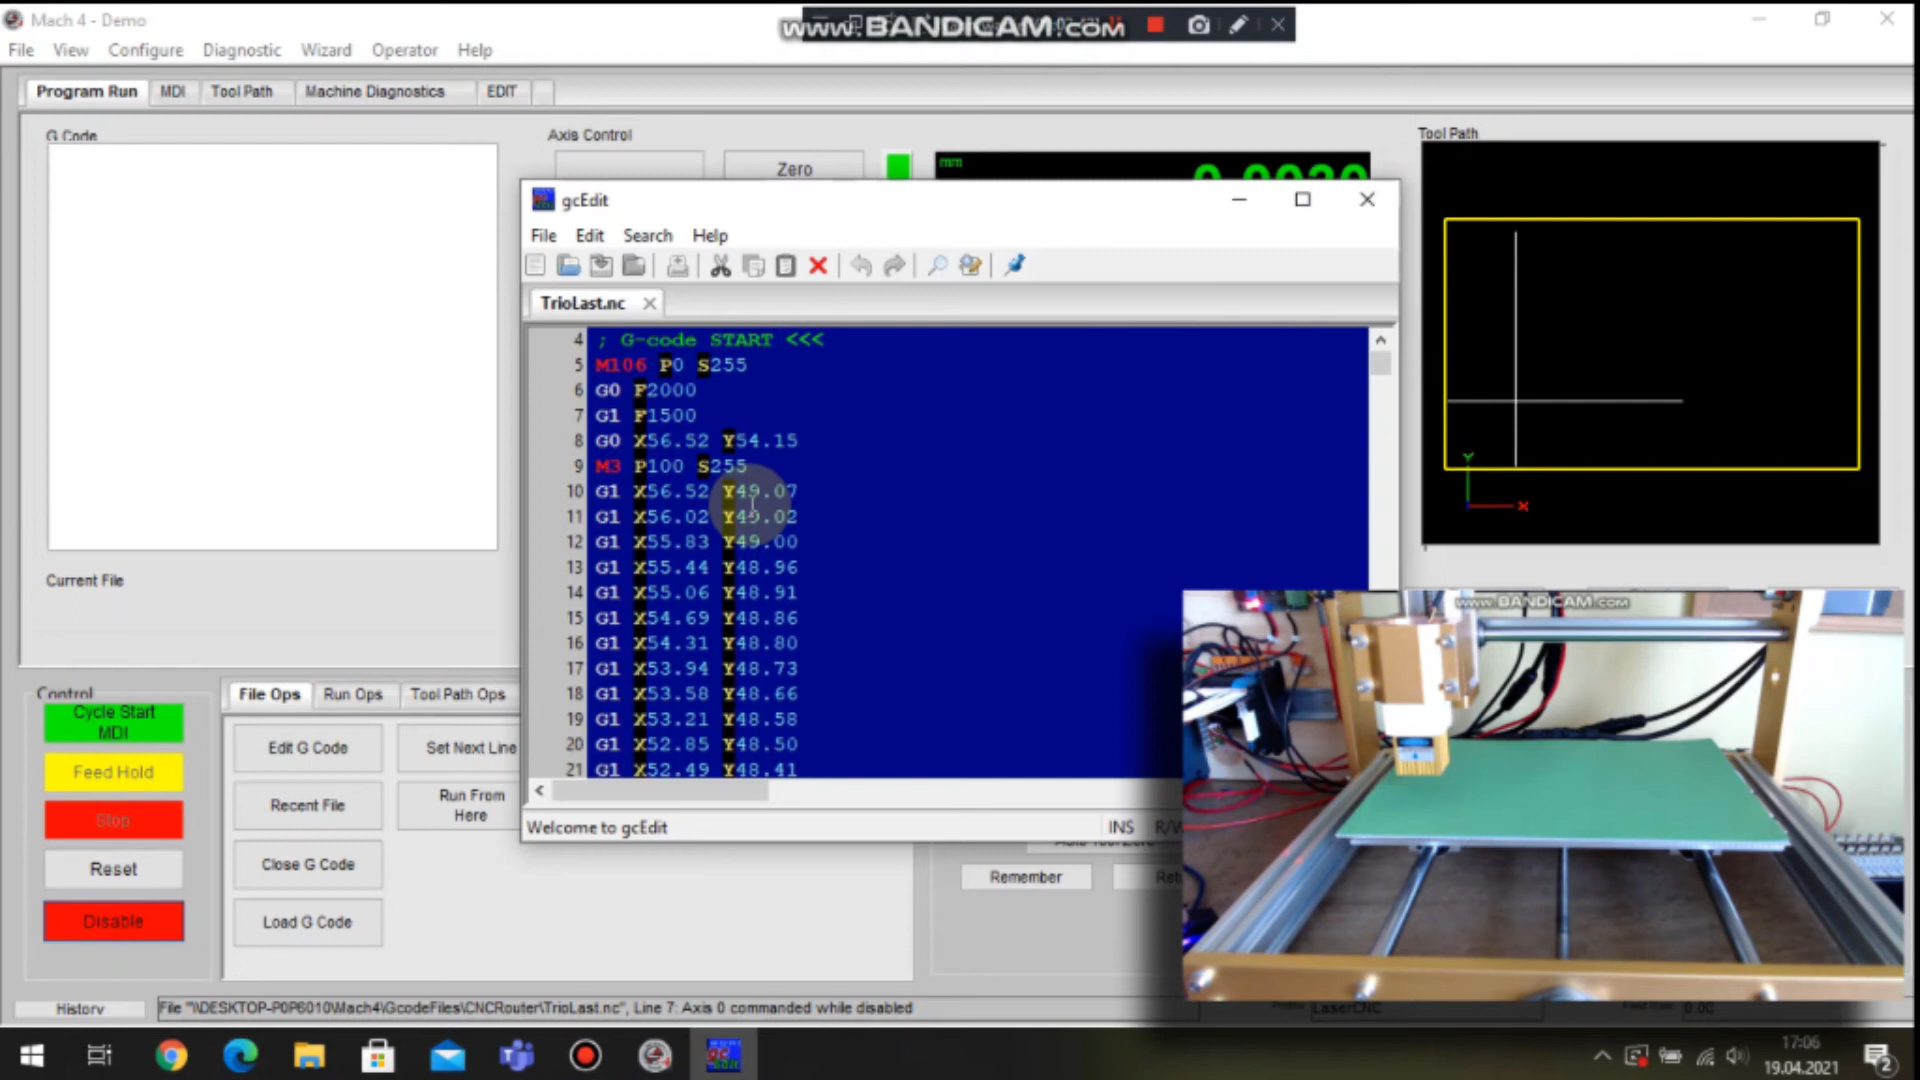 Mach 4 - Demo
www.BANDICAM.com
File View Configure Diagnostic Wizard Operator Help
Program Run MDI Tool Path Machine Diagnostics EDIT
G Code
Axis Control
Tool Path
Zero
mm
0.0030
gcEdit
File Edit Search Help
TrioLast.nc
4 ; G-code START <<<
5 M106 P0 S255
6 G0 F2000
7 G1 F1500
8 G0 X56.52 Y54.15
9 M3 P100 S255
10 G1 X56.52 Y49.07
11 G1 X56.02 Y49.02
12 G1 X55.83 Y49.00
13 G1 X55.44 Y48.96
14 G1 X55.06 Y48.91
15 G1 X54.69 Y48.86
16 G1 X54.31 Y48.80
17 G1 X53.94 Y48.73
18 G1 X53.58 Y48.66
19 G1 X53.21 Y48.58
20 G1 X52.85 Y48.50
21 G1 X52.49 Y48.41
Welcome to gcEdit
INS
Y
X
Current File
www.BANDICAM.com
Control
Cycle Start
MDI
Feed Hold
Stop
Reset
Disable
File Ops Run Ops Tool Path Ops
Edit G Code
Set Next Line
Recent File
Run From
Here
Close G Code
Load G Code
Remember
History
File "\\DESKTOP-P0P6010\Mach4\GcodeFiles\CNCRouter\TrioLast.nc", Line 7: Axis 0 commanded while disabled
LaserCNC
0.00
17:06
19.04.2021
2